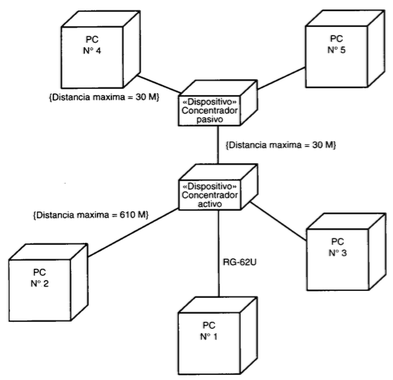 PC
N° 4
PC
N° 5
«Dispositivo»
Concentrador
pasivo
{Distancia maxima = 30 M}
{Distancia maxima = 30 M}
«Dispositivo»
Concentrador
activo
{Distancia maxima = 610 M}
PC
N° 3
RG-62U
PC
N° 2
PC
N° 1